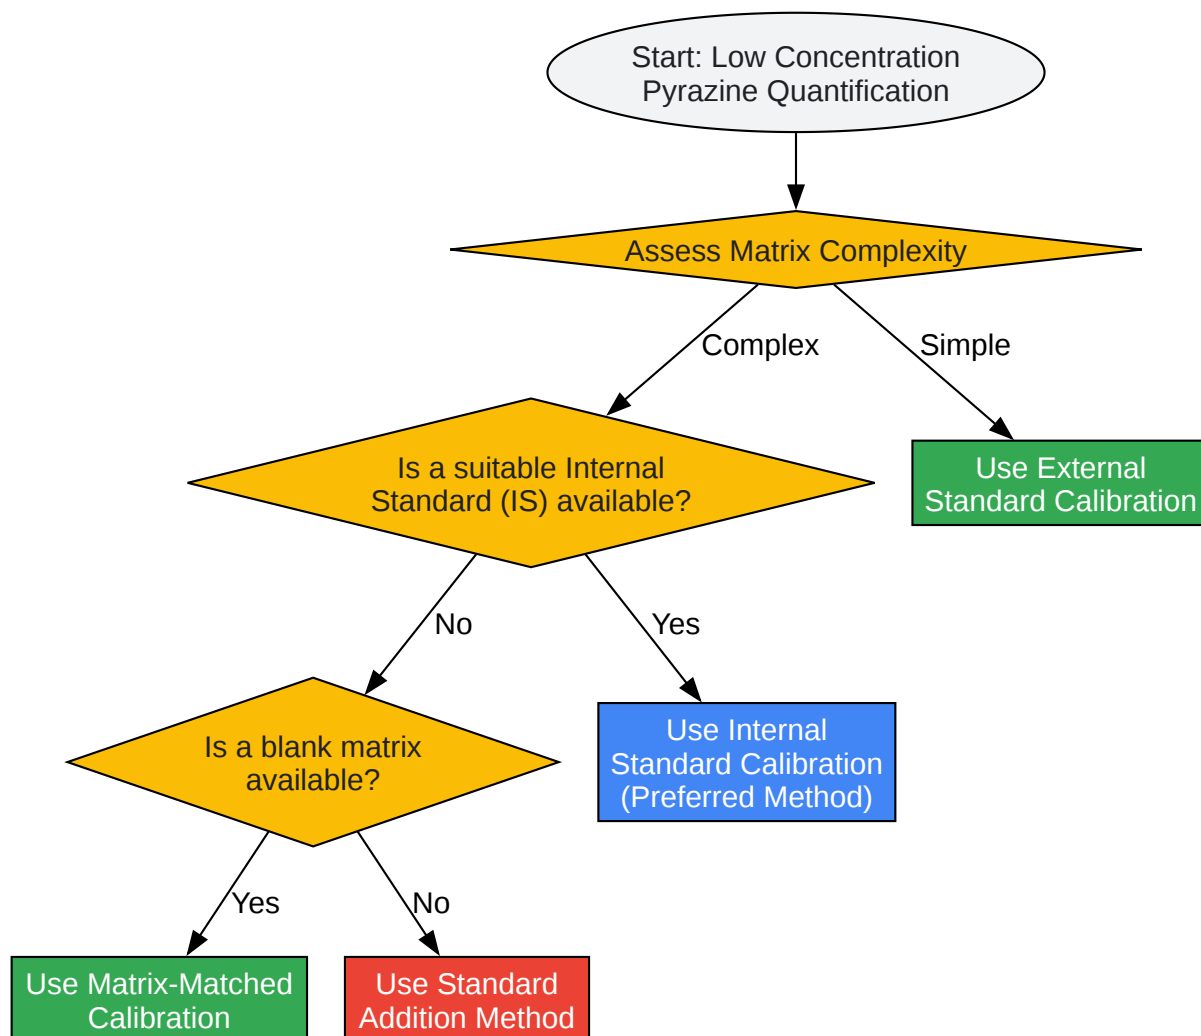 Start: Low Concentration
Pyrazine Quantification
Assess Matrix Complexity
Complex
Simple
Is a suitable Internal
Standard (IS) available?
Use External
Standard Calibration
No
Yes
Is a blank matrix
available?
Use Internal
Standard Calibration
(Preferred Method)
Yes
No
Use Matrix-Matched
Calibration
Use Standard
Addition Method